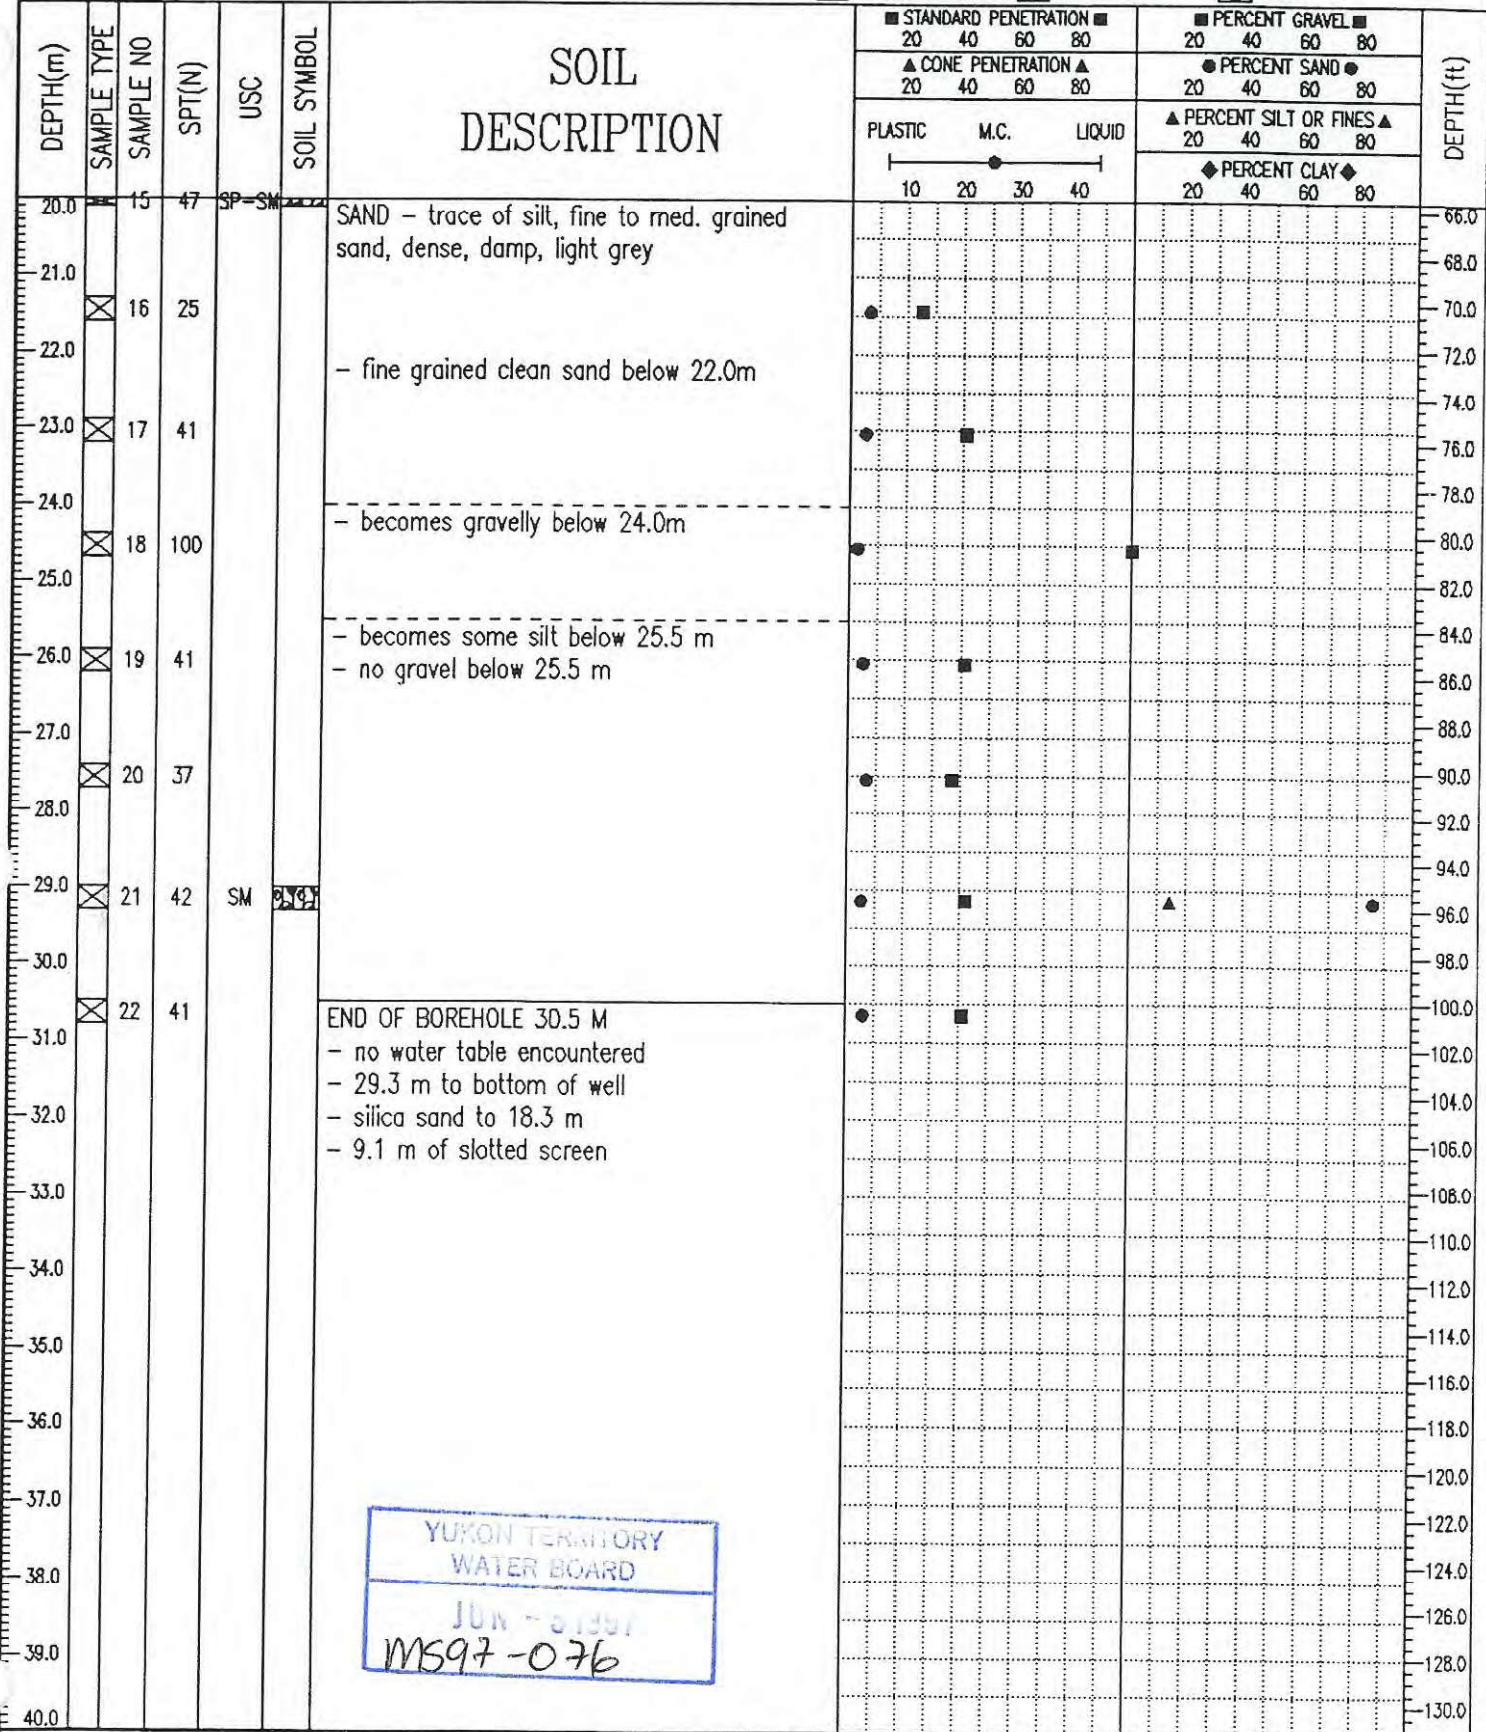 DEPTH(m)
SAMPLE TYPE
SAMPLE NO
SPT(N)
USC
SOIL SYMBOL
SOIL
DESCRIPTION
■ STANDARD PENETRATION ■
20 40 60 80
▲ CONE PENETRATION ▲
20 40 60 80
PLASTIC M.C. LIQUID
10 20 30 40
■ PERCENT GRAVEL ■
20 40 60 80
● PERCENT SAND ●
20 40 60 80
▲ PERCENT SILT OR FINES ▲
20 40 60 80
◆ PERCENT CLAY ◆
20 40 60 80
DEPTH(ft)
20.0 15 47 SP-SM
SAND – trace of silt, fine to med. grained
sand, dense, damp, light grey
66.0
21.0
68.0
16 25
70.0
22.0
72.0
– fine grained clean sand below 22.0m
74.0
23.0 17 41
76.0
24.0
78.0
– becomes gravelly below 24.0m
18 100
80.0
25.0
82.0
– becomes some silt below 25.5 m
84.0
26.0 19 41
– no gravel below 25.5 m
86.0
27.0
88.0
20 37
90.0
28.0
92.0
94.0
29.0 21 42 SM
96.0
30.0
98.0
22 41
100.0
END OF BOREHOLE 30.5 M
31.0
– no water table encountered
102.0
– 29.3 m to bottom of well
32.0
– silica sand to 18.3 m
104.0
– 9.1 m of slotted screen
106.0
33.0
108.0
110.0
34.0
112.0
35.0
114.0
116.0
36.0
118.0
120.0
37.0
122.0
38.0
124.0
126.0
39.0
128.0
40.0
130.0
YUKON TERRITORY
WATER BOARD
JUN - 1997
MS97-076